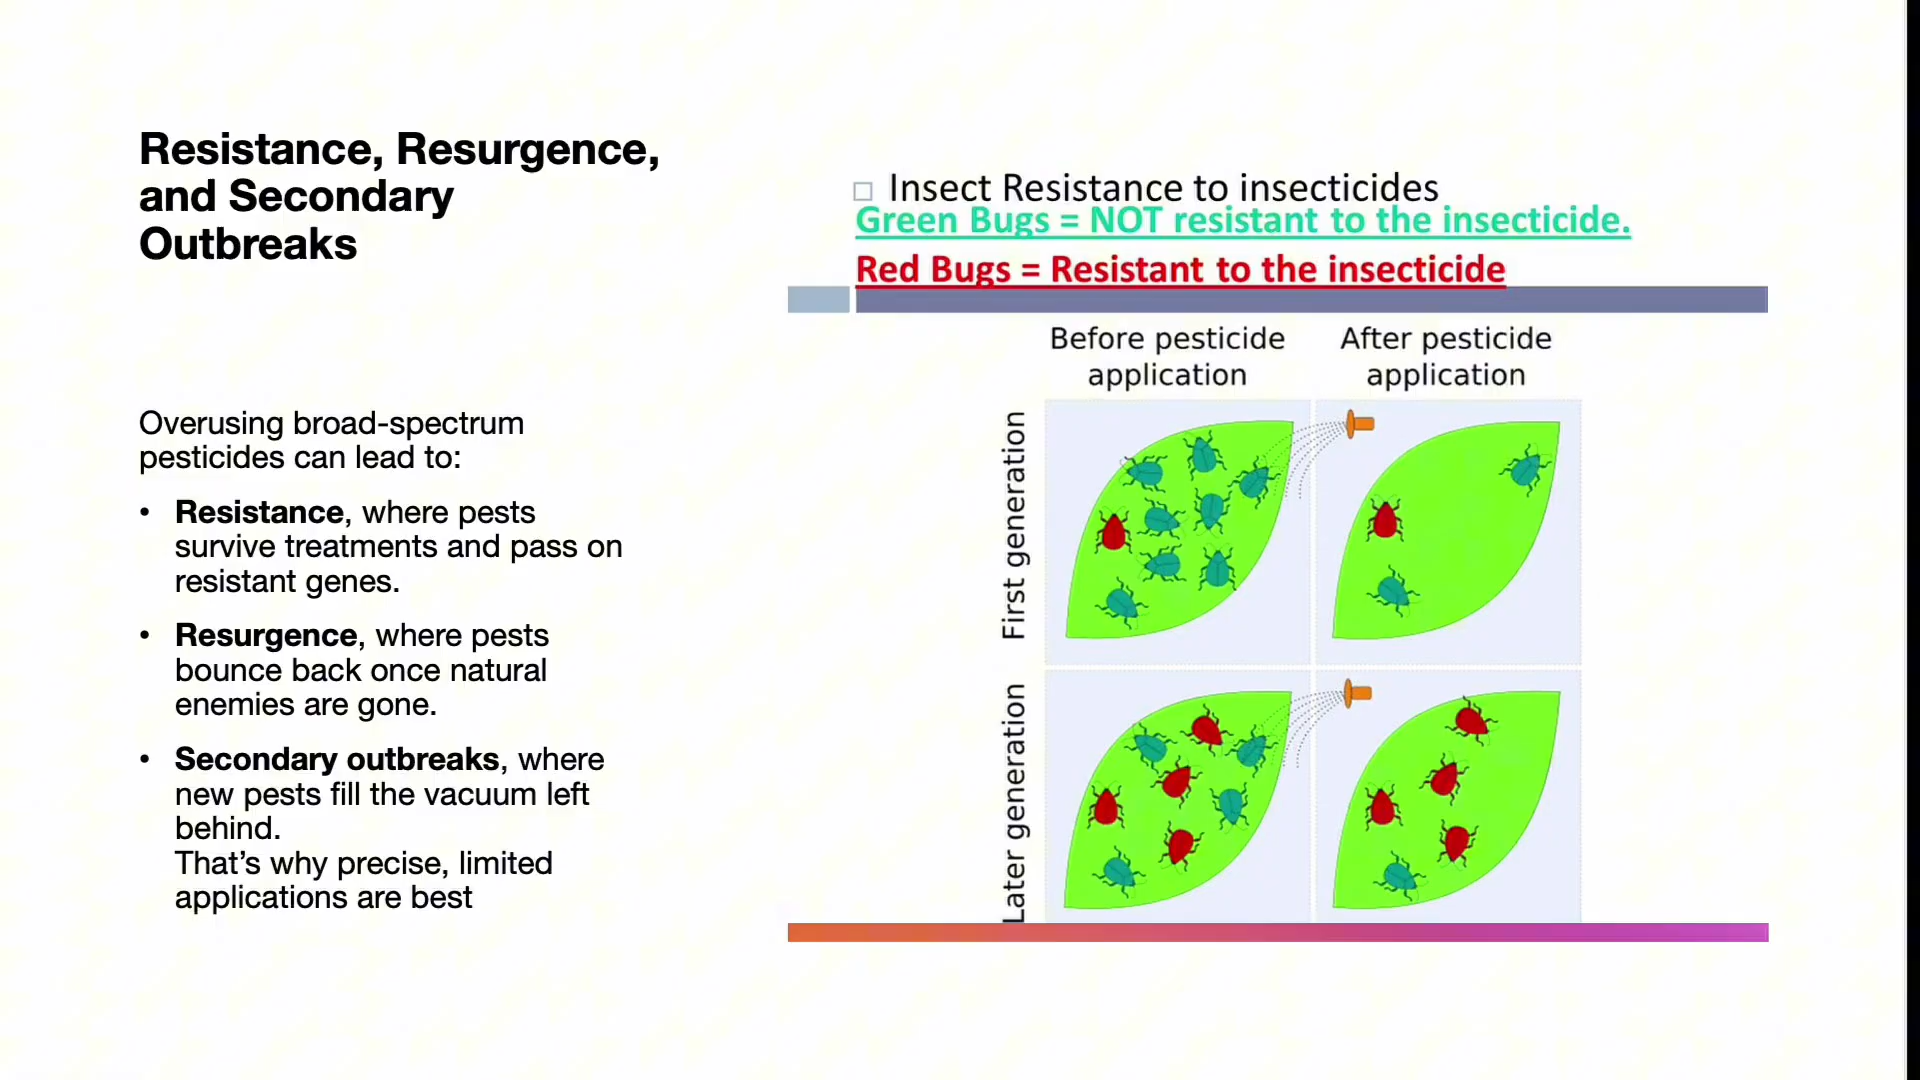 Resistance, Resurgence,
and Secondary
Outbreaks
Overusing broad-spectrum
pesticides can lead to:
• Resistance, where pests
survive treatments and pass on
resistant genes.
• Resurgence, where pests
bounce back once natural
enemies are gone.
• Secondary outbreaks, where
new pests fill the vacuum left
behind.
That’s why precise, limited
applications are best
Insect Resistance to insecticides
Green Bugs = NOT resistant to the insecticide.
Red Bugs = Resistant to the insecticide
Before pesticide
application
After pesticide
application
First generation
Later generation